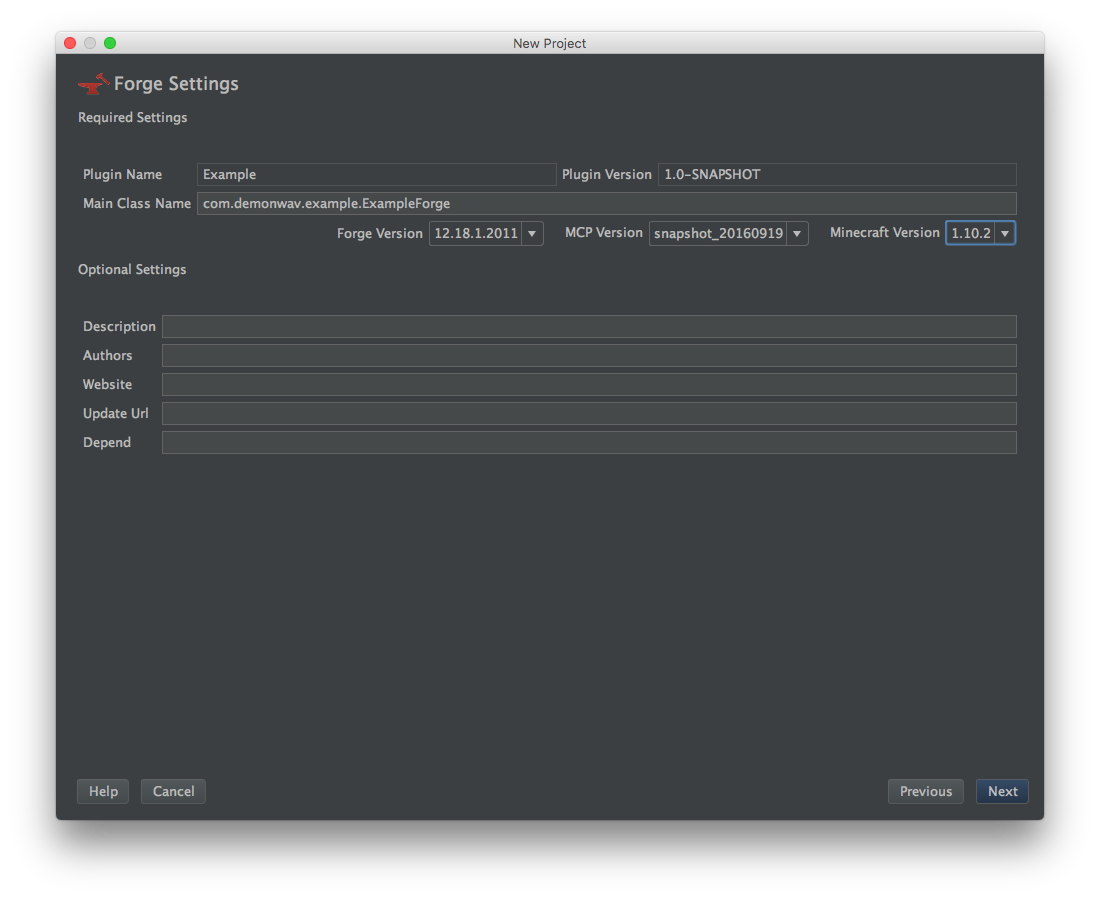 New Project
Forge Settings
Required Settings
Plugin Name Example Plugin Version 1.0-SNAPSHOT
Main Class Name com.demonwav.example.ExampleForge
Forge Version 12.18.1.2011 MCP Version snapshot_20160919 Minecraft Version 1.10.2
Optional Settings
Description
Authors
Website
Update Url
Depend
Help Cancel Previous Next